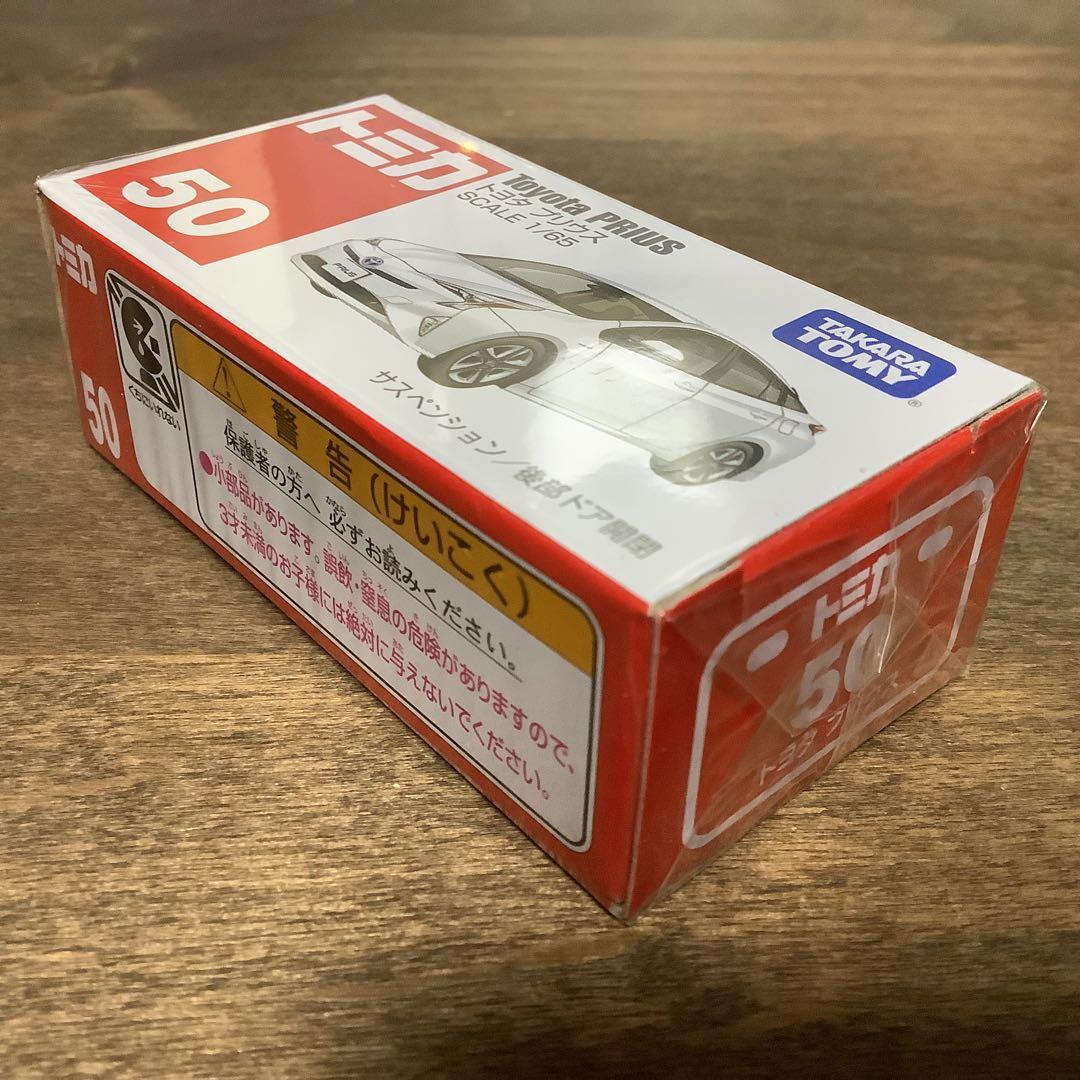 トミカ
50
Toyota PRIUS
トヨタ プリウス
SCALE 1/65
PRIUS
TAKARA
TOMY®
サスペンション/後部ドア開閉
トミカ
50
くちにいれない
警告(けいこく)
保護者の方へ 必ずお読みください。
●小部品があります。誤飲・窒息の危険がありますので、
3才未満のお子様には絶対に与えないでください。
トミカ
50
トヨタ プ